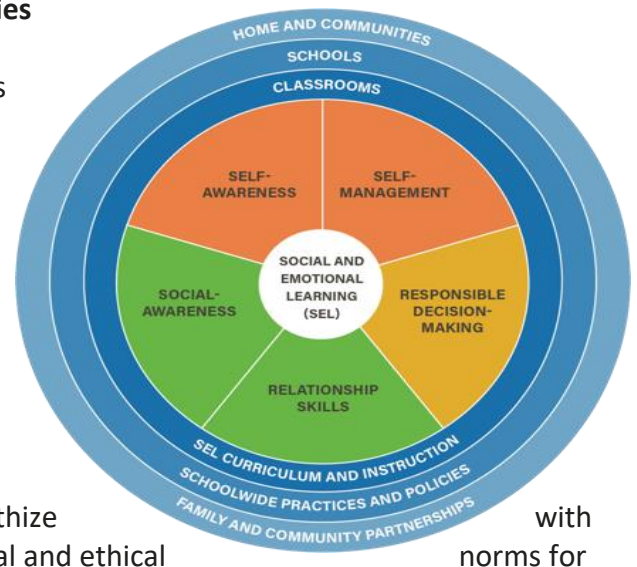 ies
s
HOME AND COMMUNITIES
SCHOOLS
CLASSROOMS
SELF-
AWARENESS
SELF-
MANAGEMENT
SOCIAL AND
EMOTIONAL
LEARNING
(SEL)
SOCIAL-
AWARENESS
RESPONSIBLE
DECISION-
MAKING
RELATIONSHIP
SKILLS
SEL CURRICULUM AND INSTRUCTION
SCHOOLWIDE PRACTICES AND POLICIES
FAMILY AND COMMUNITY PARTNERSHIPS
thize with
al and ethical norms for